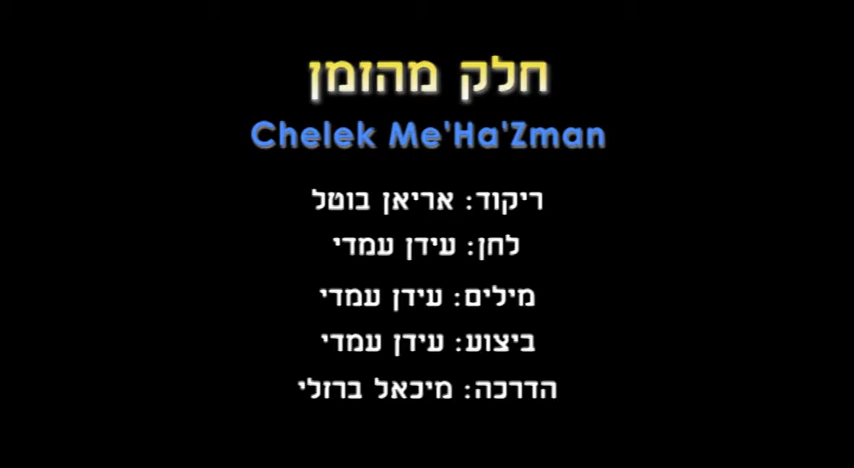 חלק מהזמן
Chelek Me'Ha'Zman
ריקוד: אריאן בוטל
לחן: עידן עמדי
מילים: עידן עמדי
ביצוע: עידן עמדי
הדרכה: מיכאל ברזלי